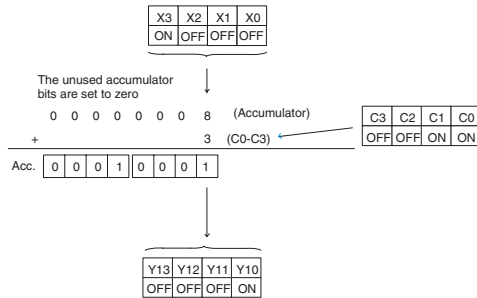 X3 X2 X1 X0
ON OFF OFF OFF
The unused accumulator
bits are set to zero
0 0 0 0 0 0 0 8 (Accumulator)
+ 3 (C0-C3)
C3 C2 C1 C0
OFF OFF ON ON
Acc. 0 0 0 1 0 0 0 1
Y13 Y12 Y11 Y10
OFF OFF OFF ON